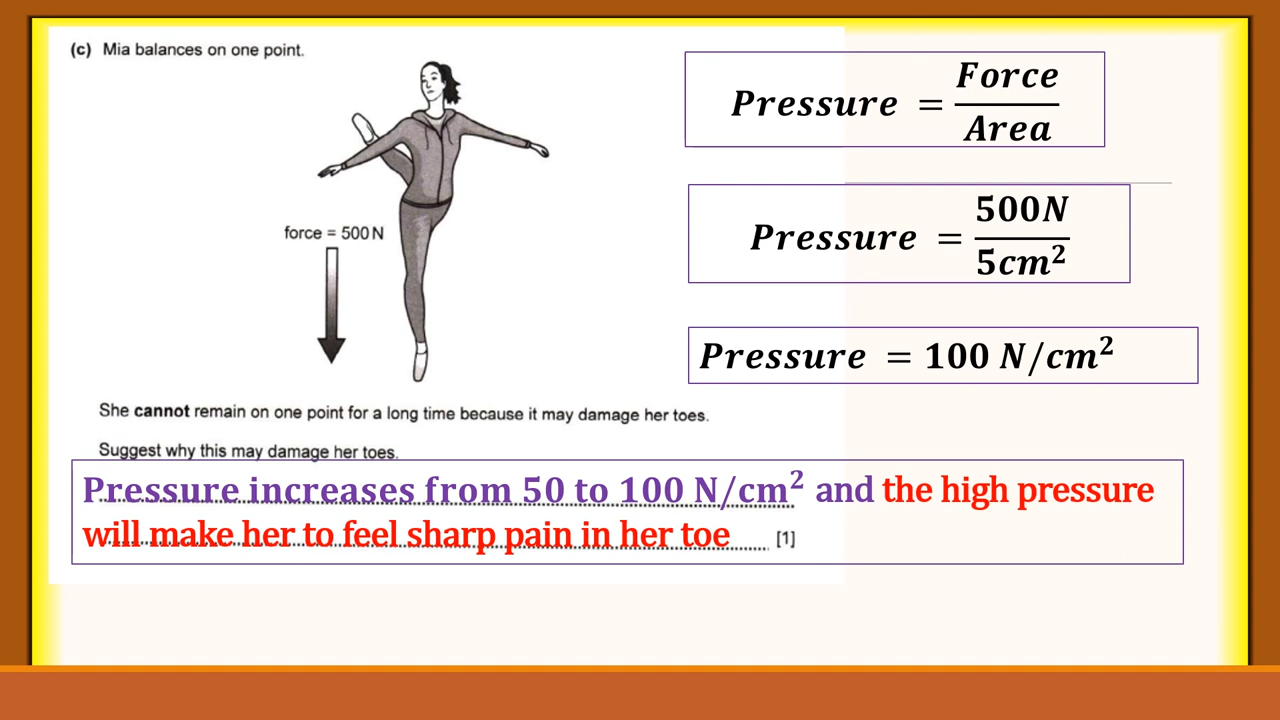 (c) Mia balances on one point.
Pressure = Force / Area
Pressure = 500N / 5cm²
force = 500 N
Pressure = 100 N/cm²
She cannot remain on one point for a long time because it may damage her toes.
Suggest why this may damage her toes.
Pressure increases from 50 to 100 N/cm² and the high pressure
will make her to feel sharp pain in her toe
[1]